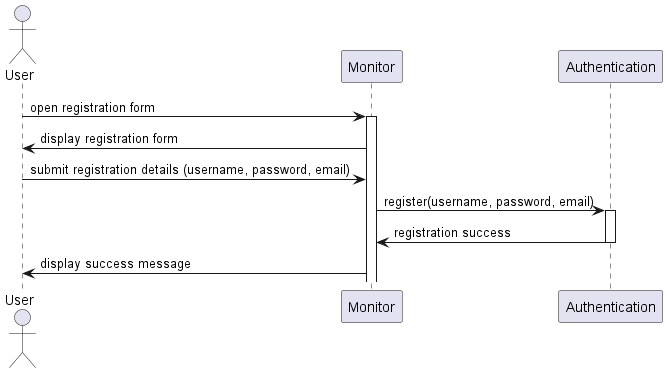 User
Monitor
Authentication
open registration form
display registration form
submit registration details (username, password, email)
register(username, password, email)
registration success
display success message
User
Monitor
Authentication